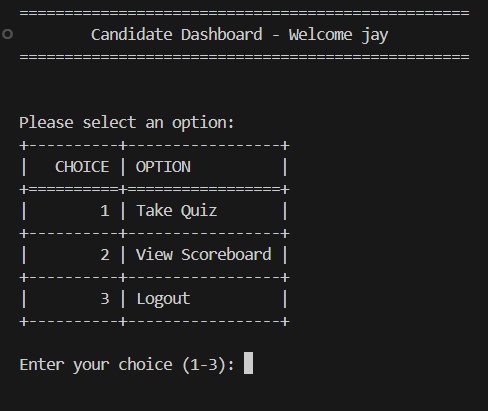 ==================================================
Candidate Dashboard - Welcome jay
==================================================
Please select an option:
+----------+-----------------+
|   CHOICE | OPTION          |
+==========+=================+
|        1 | Take Quiz       |
+----------+-----------------+
|        2 | View Scoreboard |
+----------+-----------------+
|        3 | Logout          |
+----------+-----------------+
Enter your choice (1-3):